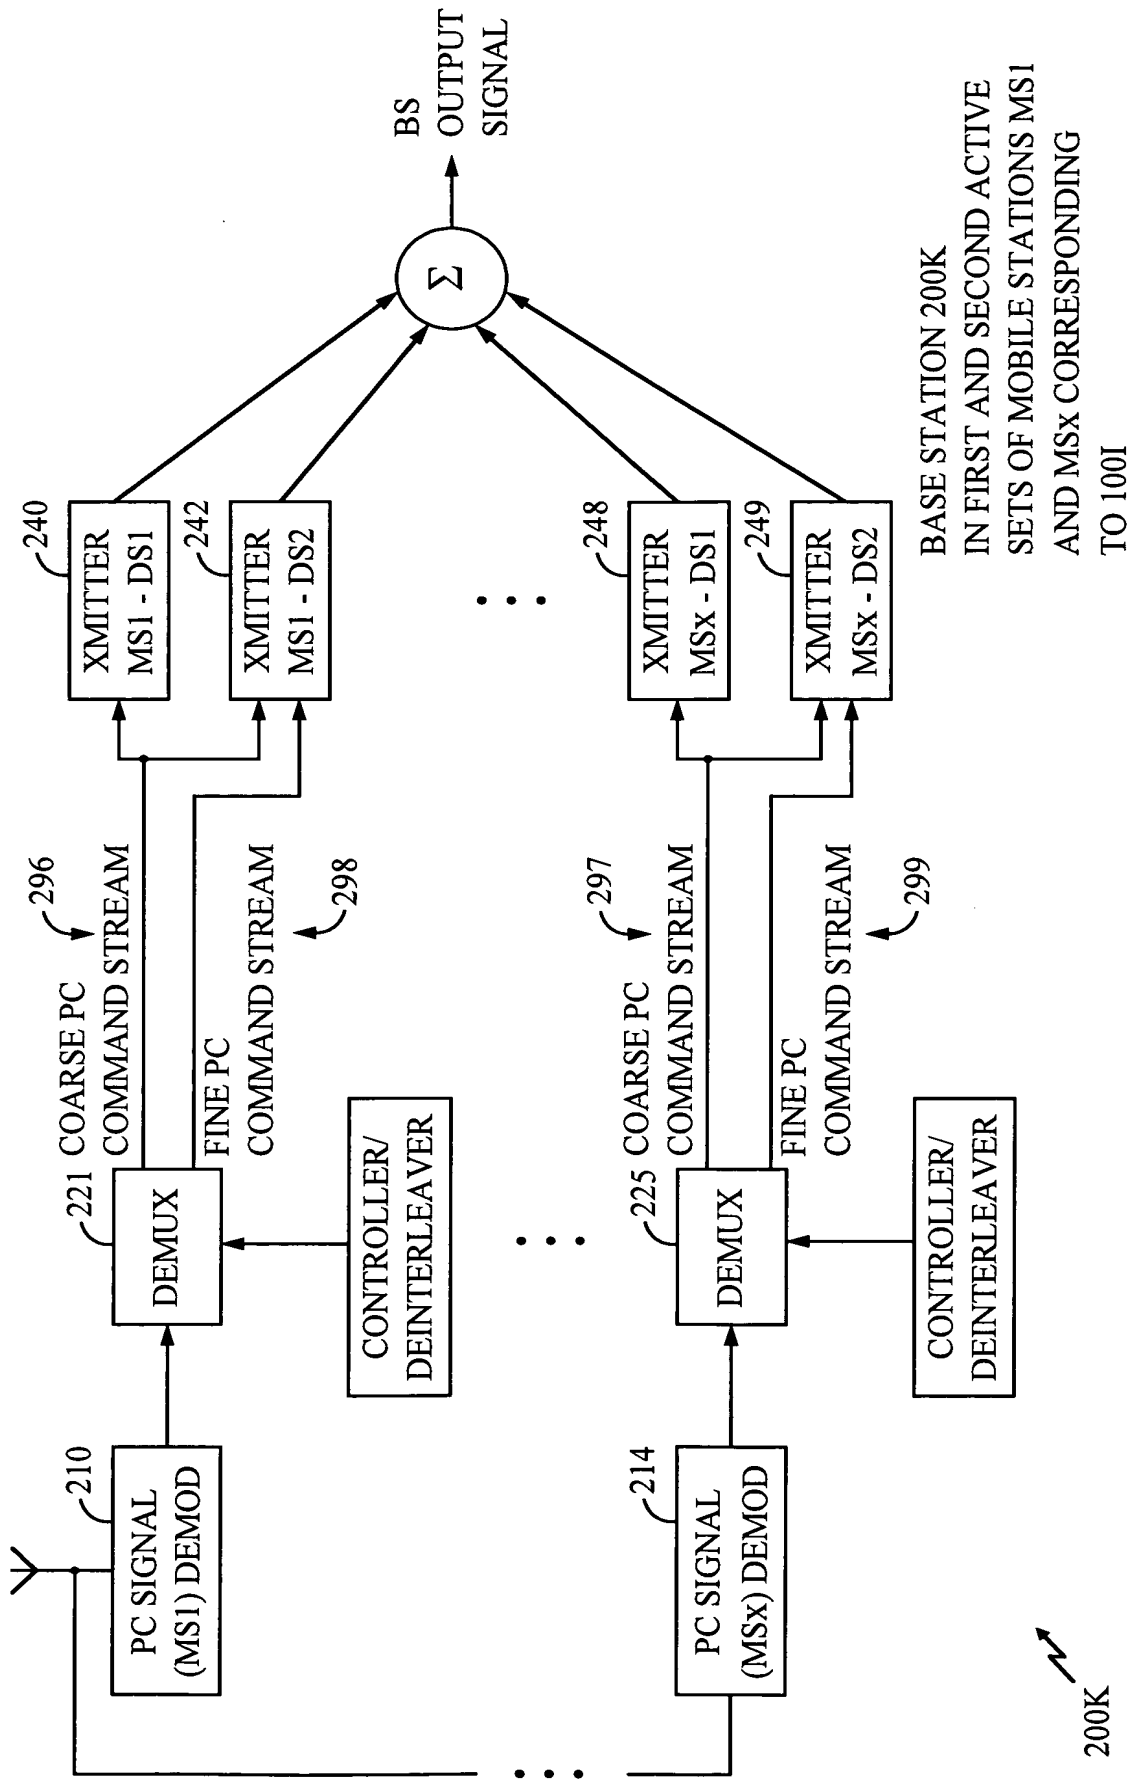 210
PC SIGNAL
(MS1) DEMOD
221
DEMUX
CONTROLLER/
DEINTERLEAVER
296
COARSE PC
COMMAND STREAM
FINE PC
COMMAND STREAM
298
240
XMITTER
MS1 - DS1
242
XMITTER
MS1 - DS2
Σ
BS
OUTPUT
SIGNAL
214
PC SIGNAL
(MSx) DEMOD
225
DEMUX
CONTROLLER/
DEINTERLEAVER
297
COARSE PC
COMMAND STREAM
FINE PC
COMMAND STREAM
299
248
XMITTER
MSx - DS1
249
XMITTER
MSx - DS2
200K
BASE STATION 200K
IN FIRST AND SECOND ACTIVE
SETS OF MOBILE STATIONS MS1
AND MSx CORRESPONDING
TO 100I